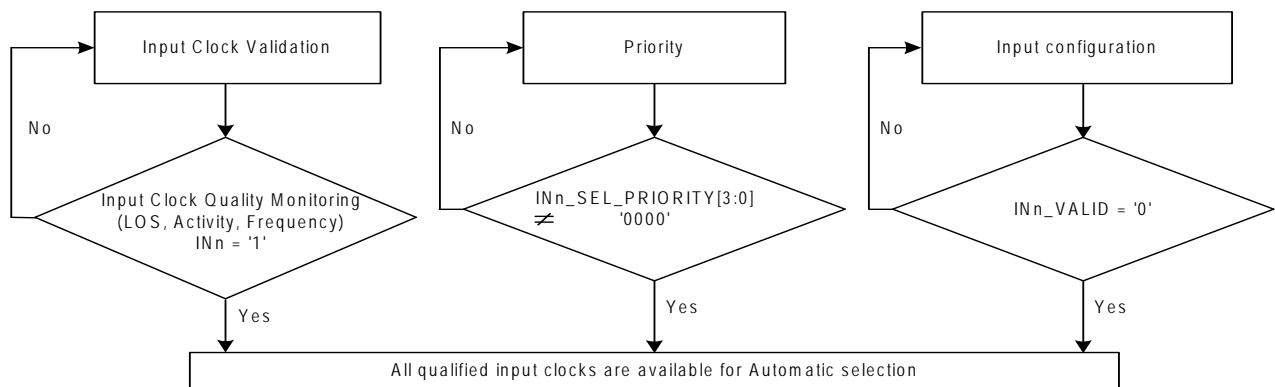 Input Clock Validation
Priority
Input configuration
No
No
No
Input Clock Quality Monitoring
(LOS, Activity, Frequency)
INn = '1'
INn_SEL_PRIORITY[3:0]
≠ '0000'
INn_VALID = '0'
Yes
Yes
Yes
All qualified input clocks are available for Automatic selection